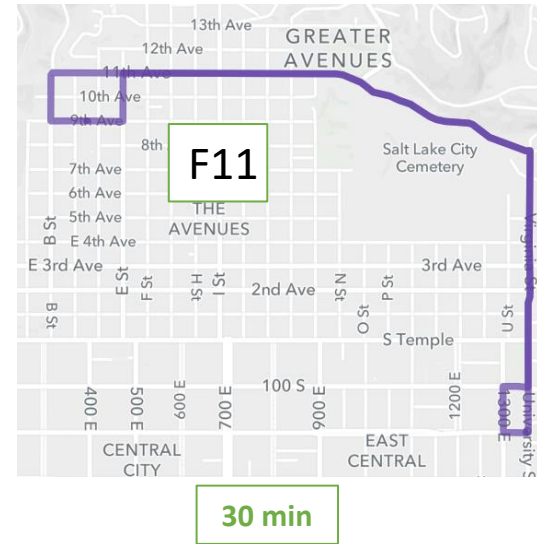 13th Ave
GREATER
AVENUES
12th Ave
11th Ave
10th Ave
9th Ave
8th
F11
Salt Lake City
Cemetery
7th Ave
6th Ave
THE
AVENUES
5th Ave
B St
E 4th Ave
Virginia St
E 3rd Ave
3rd Ave
E St
F St
H St
I St
2nd Ave
N St
O St
P St
B St
U St
S Temple
100 S
400 E
500 E
600 E
700 E
900 E
1200 E
1300 E
University S
CENTRAL
CITY
EAST
CENTRAL
30 min